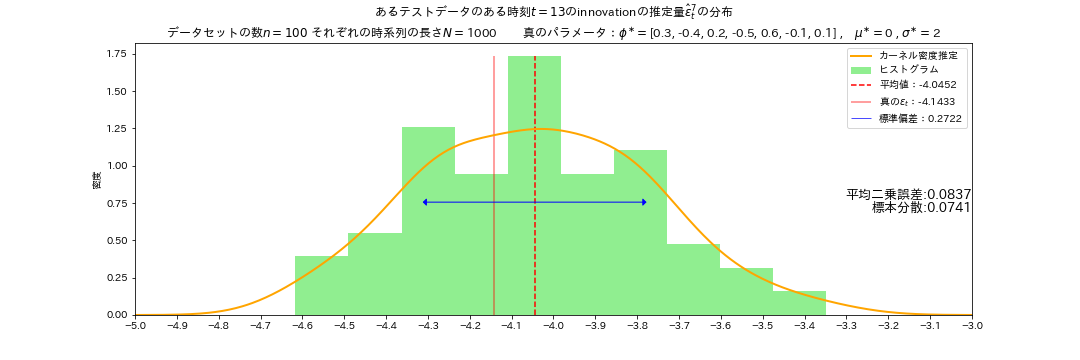 あるテストデータのある時刻t = 13のinnovationの推定量ε̂ₜ⁷の分布
データセットの数n = 100 それぞれの時系列の長さN = 1000 真のパラメータ：ϕ* = [0.3, -0.4, 0.2, -0.5, 0.6, -0.1, 0.1] , μ* = 0 , σ* = 2
カーネル密度推定
ヒストグラム
平均値：-4.0452
真のεₜ：-4.1433
標準偏差：0.2722
平均二乗誤差:0.0837
標本分散:0.0741
密度
1.75
1.50
1.25
1.00
0.75
0.50
0.25
0.00
−5.0 −4.9 −4.8 −4.7 −4.6 −4.5 −4.4 −4.3 −4.2 −4.1 −4.0 −3.9 −3.8 −3.7 −3.6 −3.5 −3.4 −3.3 −3.2 −3.1 −3.0